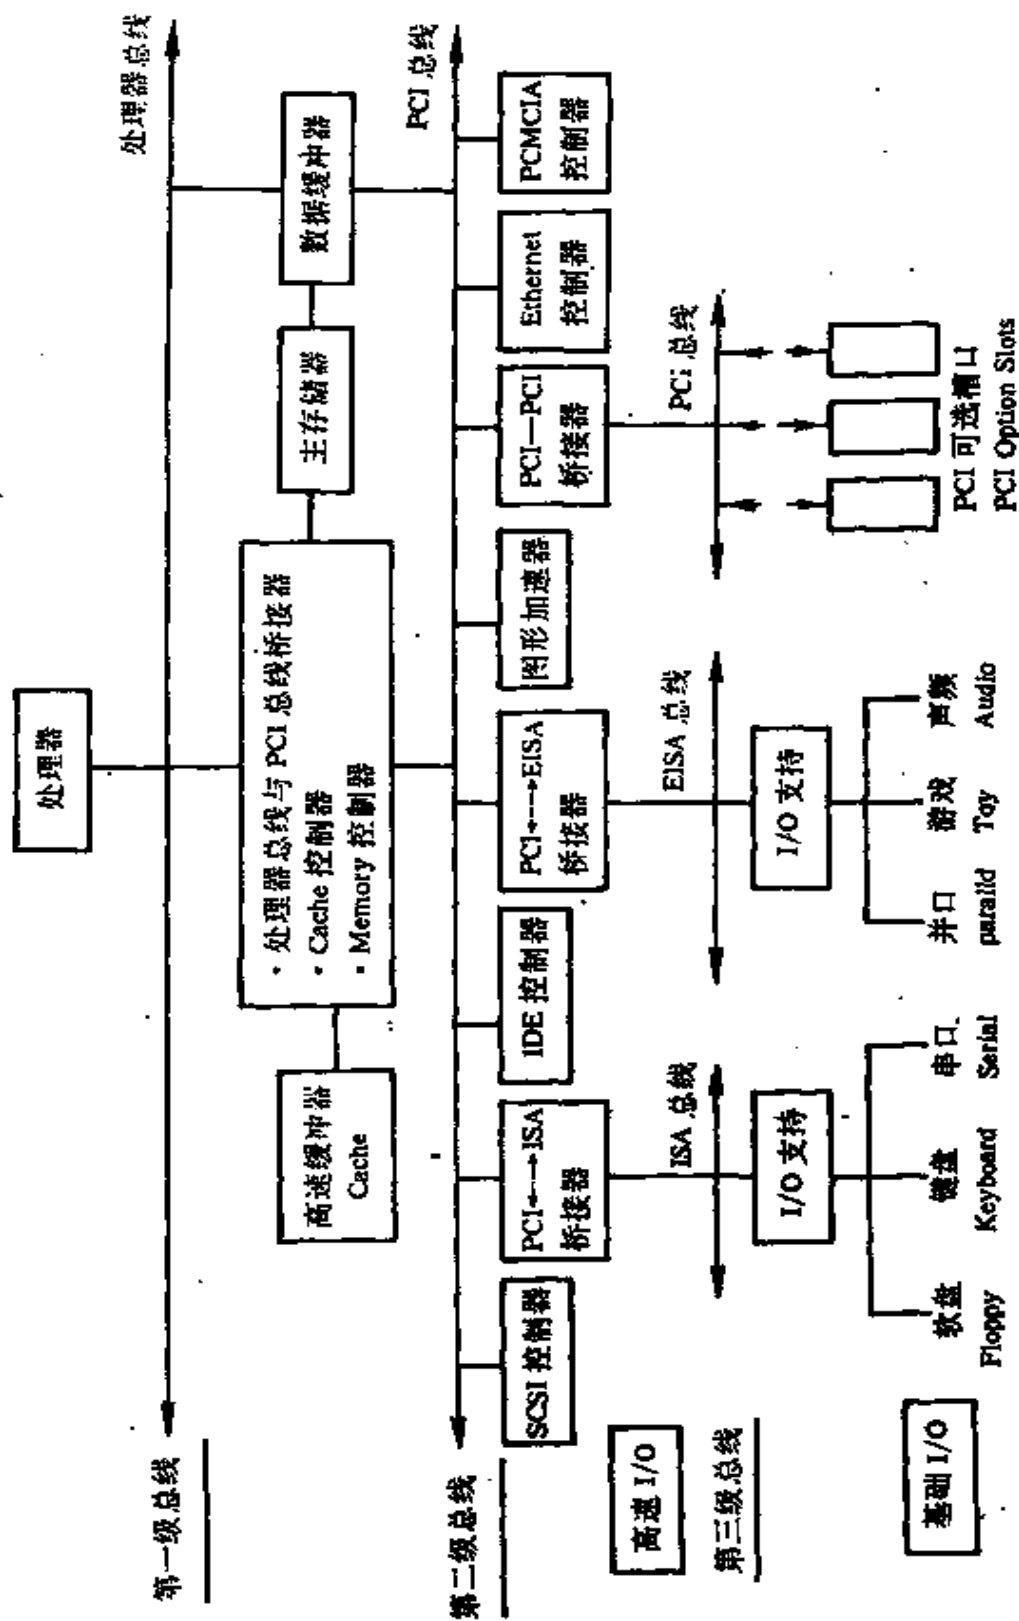 处理器
处理器总线
第一级总线
高速缓冲器
Cache
· 处理器总线与 PCI 总线桥接器
· Cache 控制器
· Memory 控制器
主存储器
数据缓冲器
PCI 总线
第二级总线
SCSI 控制器
PCI←→ISA
桥接器
IDE 控制器
PCI←→EISA
桥接器
图形加速器
PCI—PCI
桥接器
Ethernet
控制器
PCMCIA
控制器
高速 I/O
ISA 总线
EISA 总线
PCi 总线
第三级总线
I/O 支持
I/O 支持
软盘
Floppy
键盘
Keyboard
串口
Serial
并口
paralld
游戏
Toy
声频
Audio
PCI 可选槽口
PCI Option Slots
基础 I/O